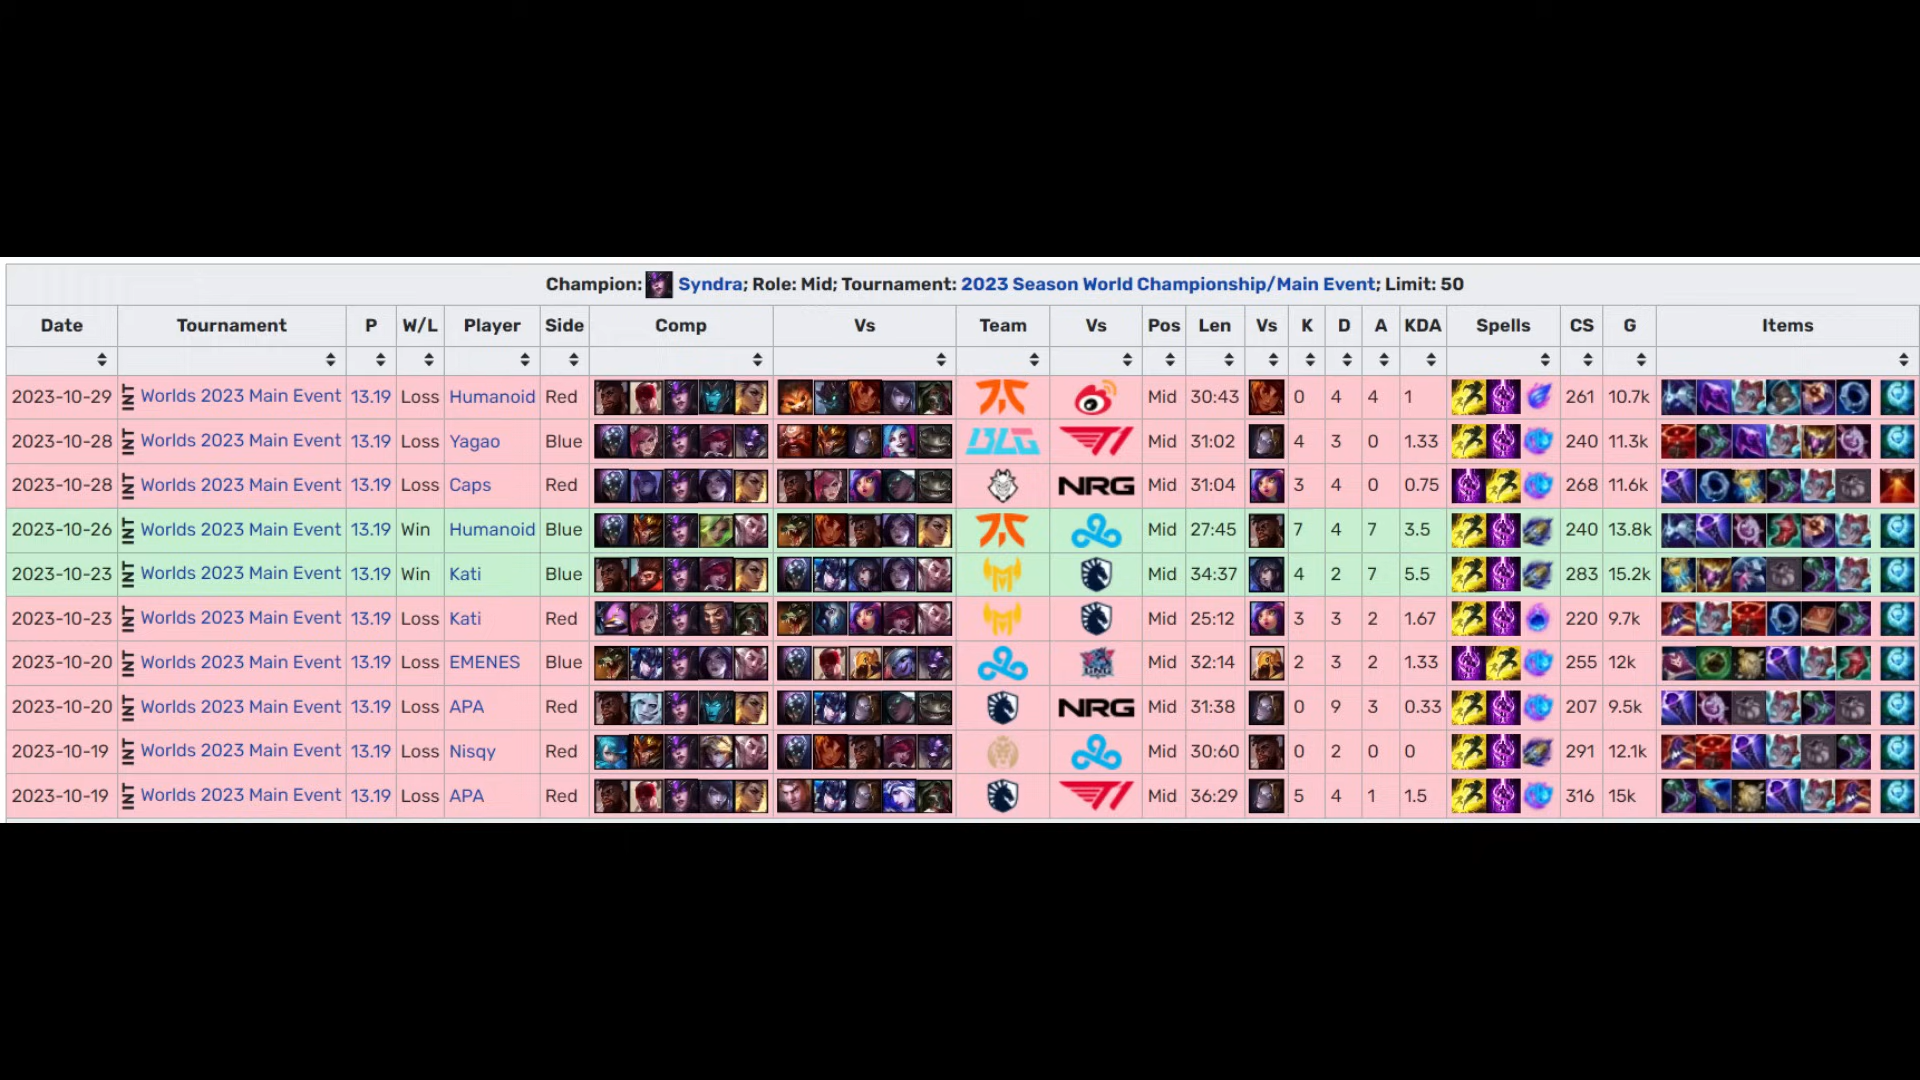 Champion: Syndra; Role: Mid; Tournament: 2023 Season World Championship/Main Event; Limit: 50
Date Tournament P W/L Player Side Comp Vs Team Vs Pos Len Vs K D A KDA Spells CS G Items
2023-10-29 INT Worlds 2023 Main Event 13.19 Loss Humanoid Red Mid 30:43 0 4 4 1 261 10.7k
2023-10-28 INT Worlds 2023 Main Event 13.19 Loss Yagao Blue BLG T1 Mid 31:02 4 3 0 1.33 240 11.3k
2023-10-28 INT Worlds 2023 Main Event 13.19 Loss Caps Red NRG Mid 31:04 3 4 0 0.75 268 11.6k
2023-10-26 INT Worlds 2023 Main Event 13.19 Win Humanoid Blue Mid 27:45 7 4 7 3.5 240 13.8k
2023-10-23 INT Worlds 2023 Main Event 13.19 Win Kati Blue Mid 34:37 4 2 7 5.5 283 15.2k
2023-10-23 INT Worlds 2023 Main Event 13.19 Loss Kati Red Mid 25:12 3 3 2 1.67 220 9.7k
2023-10-20 INT Worlds 2023 Main Event 13.19 Loss EMENES Blue Mid 32:14 2 3 2 1.33 255 12k
2023-10-20 INT Worlds 2023 Main Event 13.19 Loss APA Red NRG Mid 31:38 0 9 3 0.33 207 9.5k
2023-10-19 INT Worlds 2023 Main Event 13.19 Loss Nisqy Red Mid 30:60 0 2 0 0 291 12.1k
2023-10-19 INT Worlds 2023 Main Event 13.19 Loss APA Red T1 Mid 36:29 5 4 1 1.5 316 15k